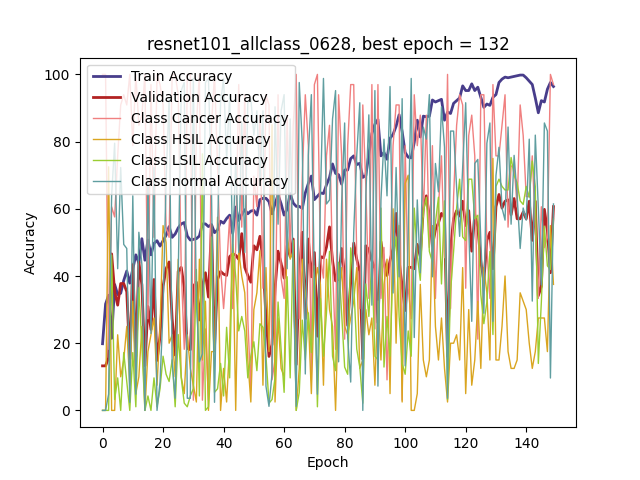 resnet101_allclass_0628, best epoch = 132
Train Accuracy
Validation Accuracy
Class Cancer Accuracy
Class HSIL Accuracy
Class LSIL Accuracy
Class normal Accuracy
Accuracy
100
80
60
40
20
0
0 20 40 60 80 100 120 140
Epoch